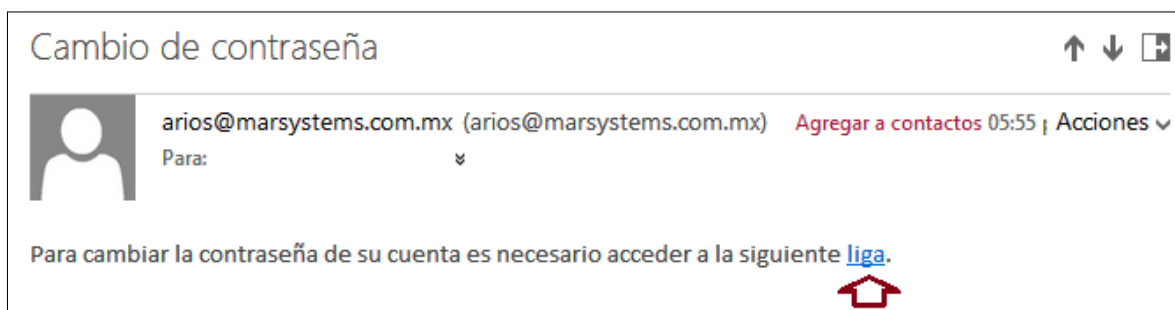 Cambio de contraseña
arios@marsystems.com.mx (arios@marsystems.com.mx) Agregar a contactos 05:55 Acciones
Para:
Para cambiar la contraseña de su cuenta es necesario acceder a la siguiente liga.